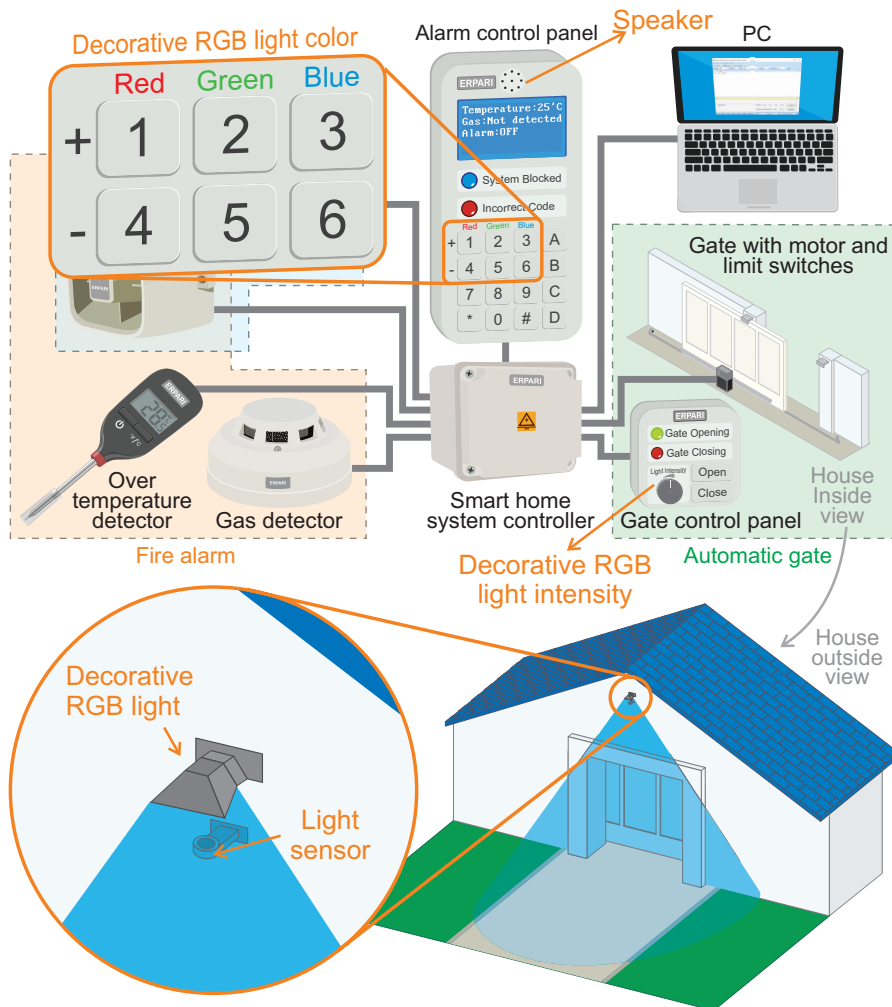 Decorative RGB light color
Red Green Blue
+ 1 2 3
- 4 5 6
Alarm control panel
Speaker
ERPARI
Temperature:25'C
Gas:Not detected
Alarm:OFF
System Blocked
Incorrect Code
Red Green Blue
+ 1 2 3 A
- 4 5 6 B
7 8 9 C
* 0 # D
PC
Gate with motor and
limit switches
ERPARI
ERPARI
28.5
°F/°C
Over
temperature
detector
ERPARI
Gas detector
Fire alarm
ERPARI
Smart home
system controller
ERPARI
Gate Opening
Gate Closing
Light Intensity
Open
Close
Gate control panel
Automatic gate
Decorative RGB
light intensity
House
Inside
view
House
outside
view
Decorative
RGB light
Light
sensor